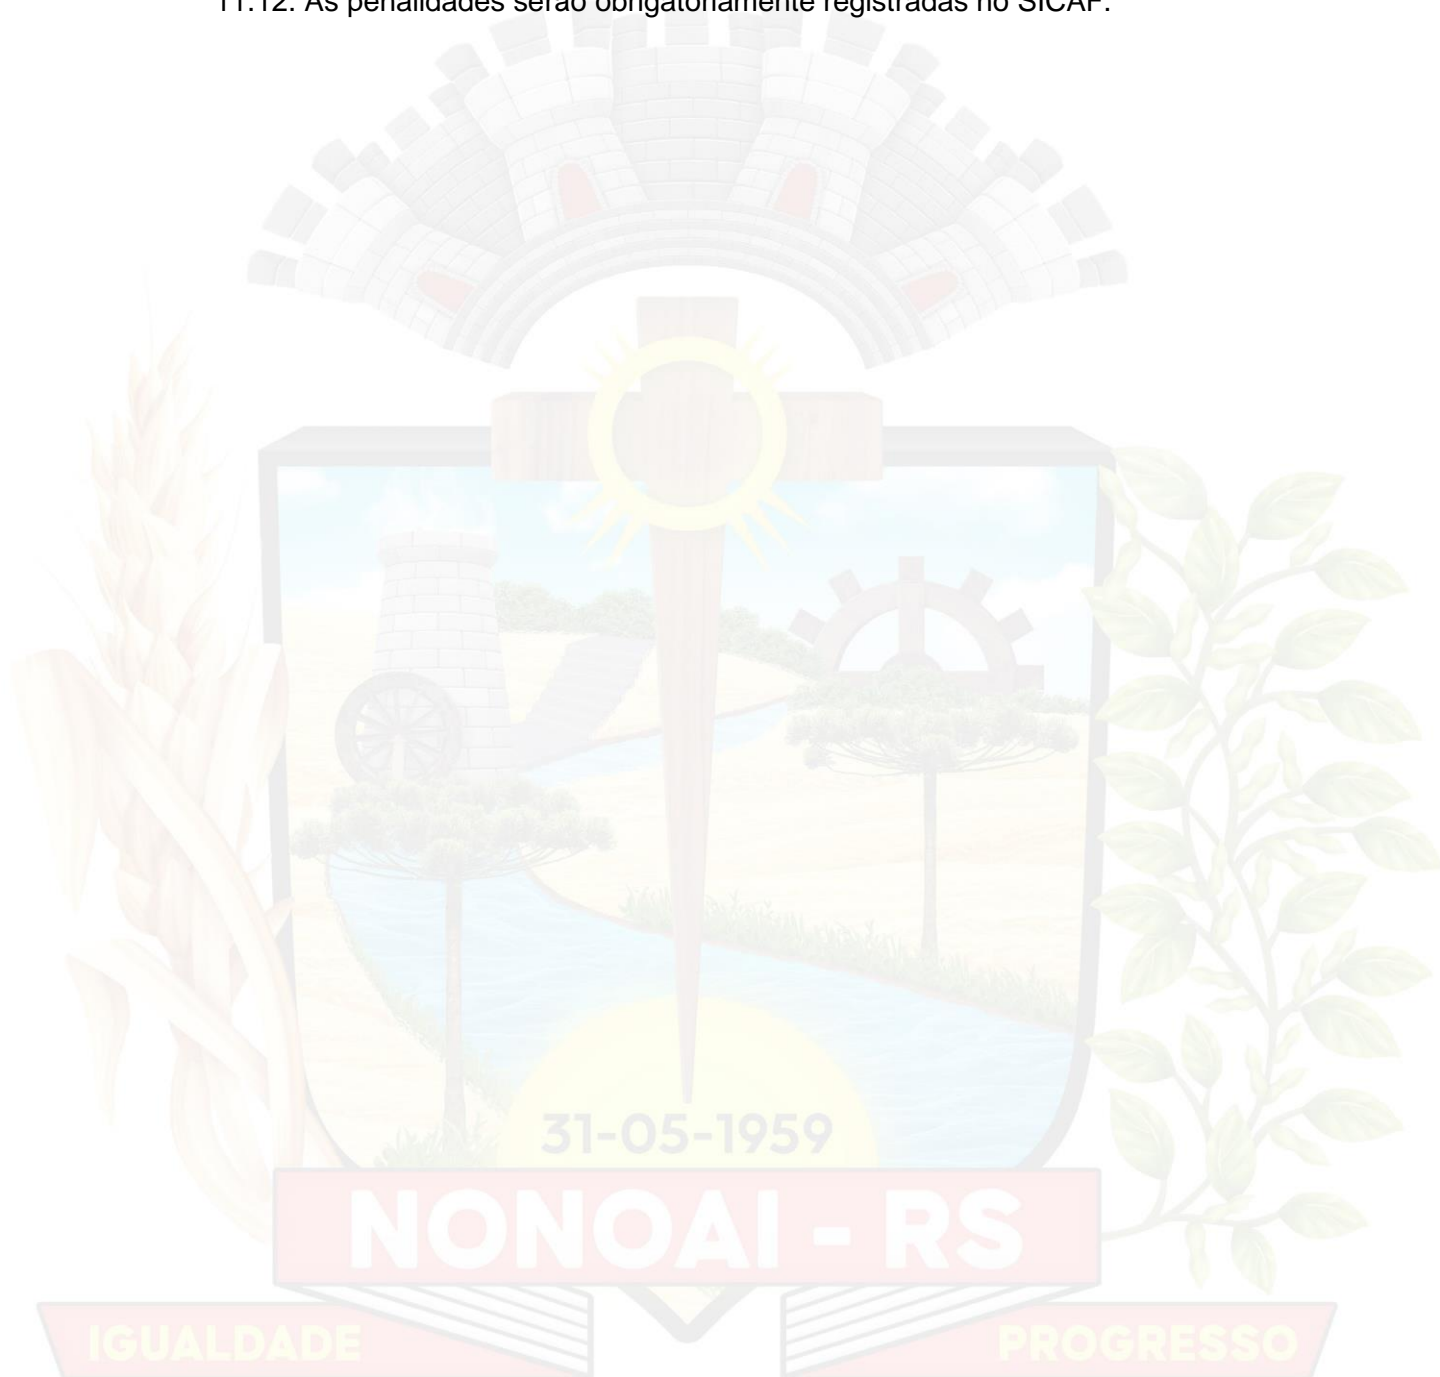 11.12. As penalidades serão obrigatoriamente registradas no SICAF.
31-05-1959
NONOAI - RS
IGUALDADE
PROGRESSO